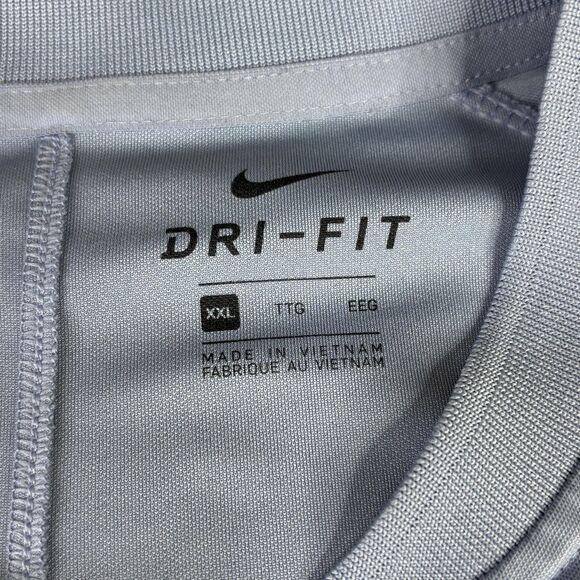 DRI-FIT
XXL TTG EEG
MADE IN VIETNAM
FABRIQUE AU VIETNAM